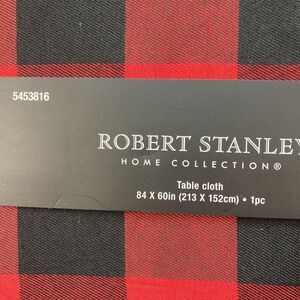 5453816
ROBERT STANLEY
HOME COLLECTION®
Table cloth
84 X 60in (213 X 152cm) • 1pc